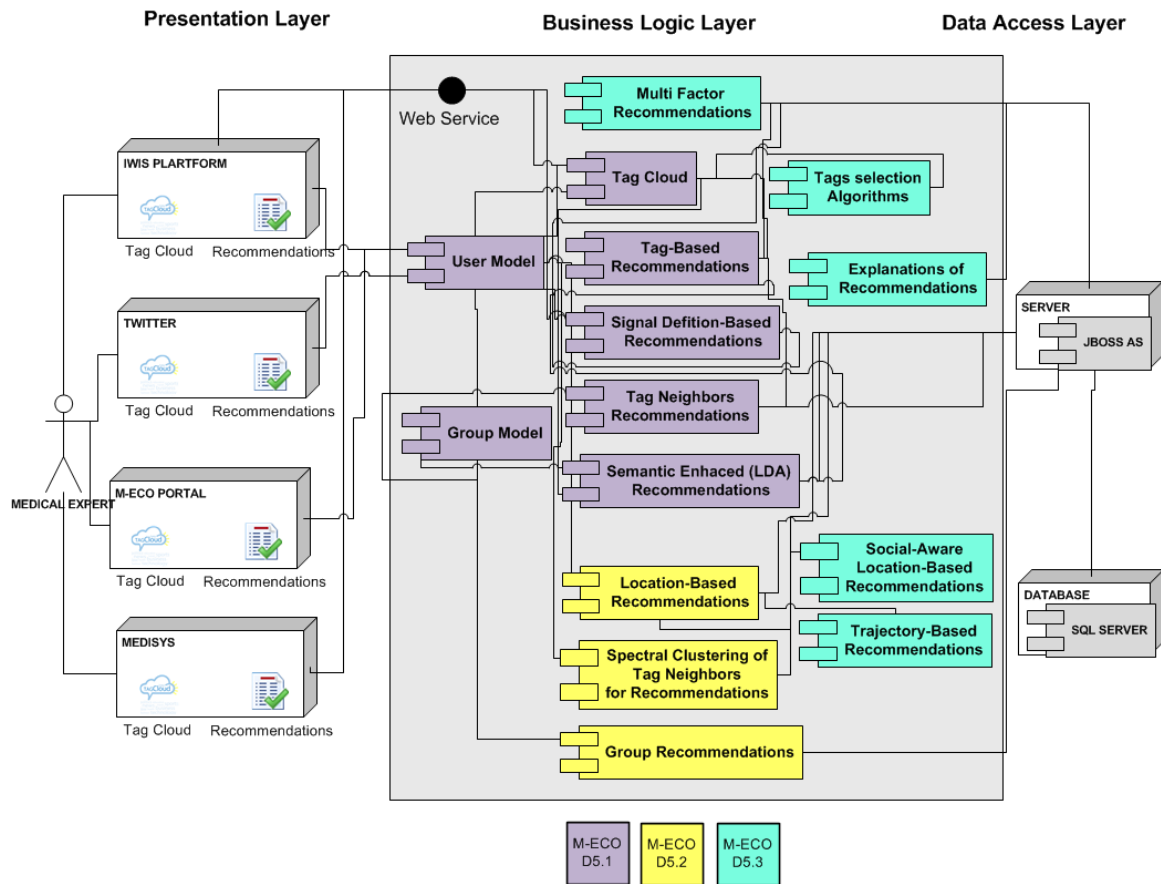 Presentation Layer
Business Logic Layer
Data Access Layer
Web Service
Multi Factor
Recommendations
IWIS PLARTFORM
TAGCloud
Tag Cloud
Recommendations
Tag Cloud
Tags selection
Algorithms
User Model
Tag-Based
Recommendations
Explanations of
Recommendations
TWITTER
TAGCloud
Tag Cloud
Recommendations
Signal Defition-Based
Recommendations
SERVER
JBOSS AS
Tag Neighbors
Recommendations
Group Model
MEDICAL EXPERT
M-ECO PORTAL
TAGCloud
Tag Cloud
Recommendations
Semantic Enhaced (LDA)
Recommendations
Social-Aware
Location-Based
Recommendations
Location-Based
Recommendations
DATABASE
SQL SERVER
Trajectory-Based
Recommendations
MEDISYS
TAGCloud
Tag Cloud
Recommendations
Spectral Clustering of
Tag Neighbors
for Recommendations
Group Recommendations
M-ECO
D5.1
M-ECO
D5.2
M-ECO
D5.3